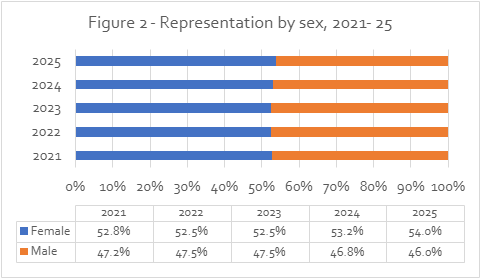 Figure 2 - Representation by sex, 2021- 25
2025
2024
2023
2022
2021
0% 10% 20% 30% 40% 50% 60% 70% 80% 90% 100%
2021 2022 2023 2024 2025
Female 52.8% 52.5% 52.5% 53.2% 54.0%
Male 47.2% 47.5% 47.5% 46.8% 46.0%